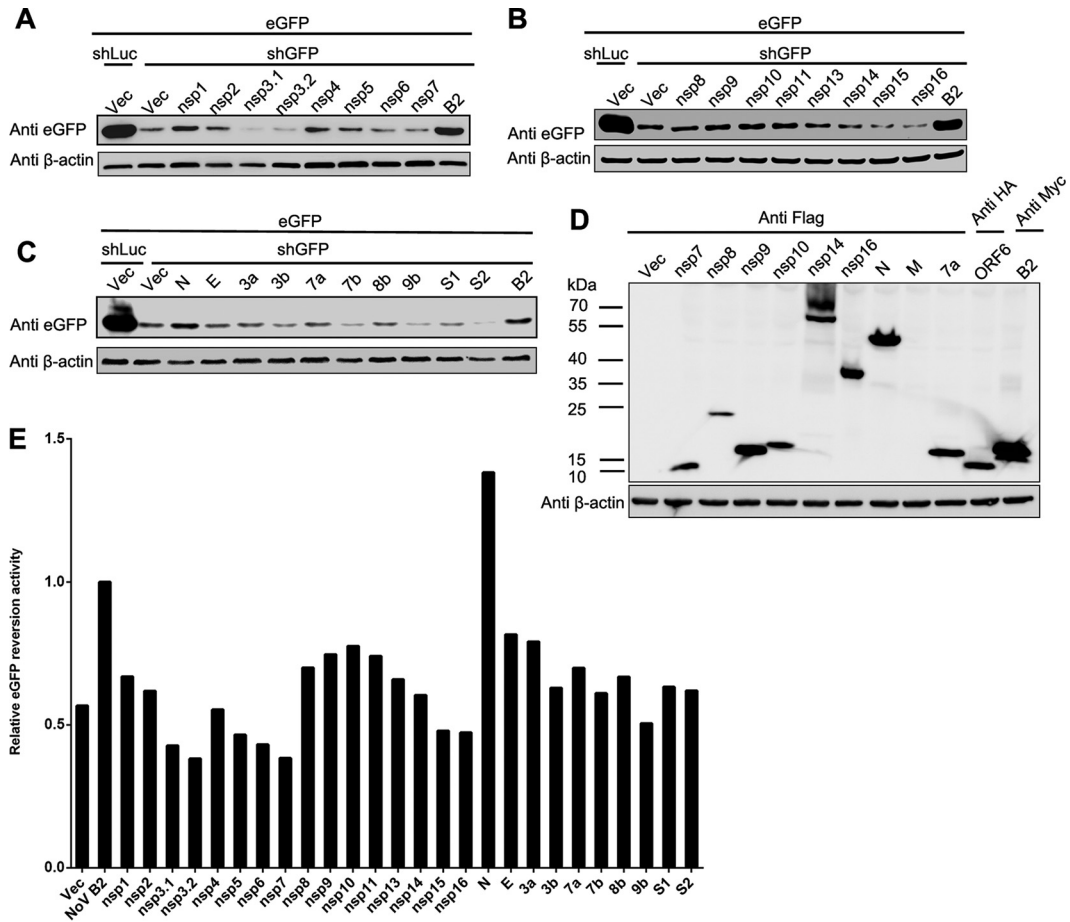 A
eGFP
shLuc shGFP
Vec Vec nsp1 nsp2 nsp3.1 nsp3.2 nsp4 nsp5 nsp6 nsp7 B2
Anti eGFP
Anti β-actin
B
eGFP
shLuc shGFP
Vec Vec nsp8 nsp9 nsp10 nsp11 nsp13 nsp14 nsp15 nsp16 B2
Anti eGFP
Anti β-actin
C
eGFP
shLuc shGFP
Vec Vec N E 3a 3b 7a 7b 8b 9b S1 S2 B2
Anti eGFP
Anti β-actin
D
Anti Flag Anti HA Anti Myc
Vec nsp7 nsp8 nsp9 nsp10 nsp14 nsp16 N M 7a ORF6 B2
kDa
70
55
40
35
25
15
10
Anti β-actin
E
Relative eGFP reversion activity
1.5
1.0
0.5
0.0
Vec NoV B2 nsp1 nsp2 nsp3.1 nsp3.2 nsp4 nsp5 nsp6 nsp7 nsp8 nsp9 nsp10 nsp11 nsp13 nsp14 nsp15 nsp16 N E 3a 3b 7a 7b 8b 9b S1 S2